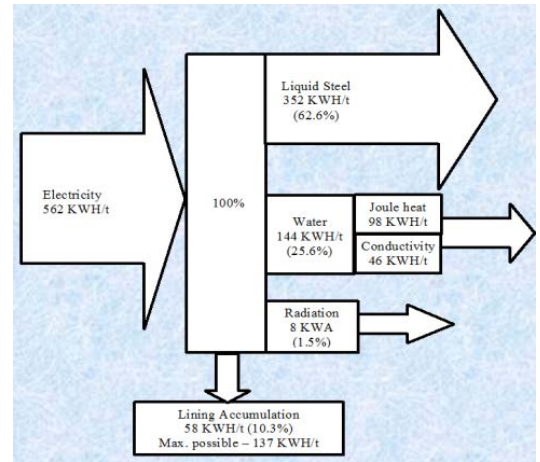 Liquid Steel
352 KWH/t
(62.6%)
Electricity
562 KWH/t
100%
Water
144 KWH/t
(25.6%)
Joule heat
98 KWH/t
Conductivity
46 KWH/t
Radiation
8 KWA
(1.5%)
Lining Accumulation
58 KWH/t (10.3%)
Max. possible – 137 KWH/t